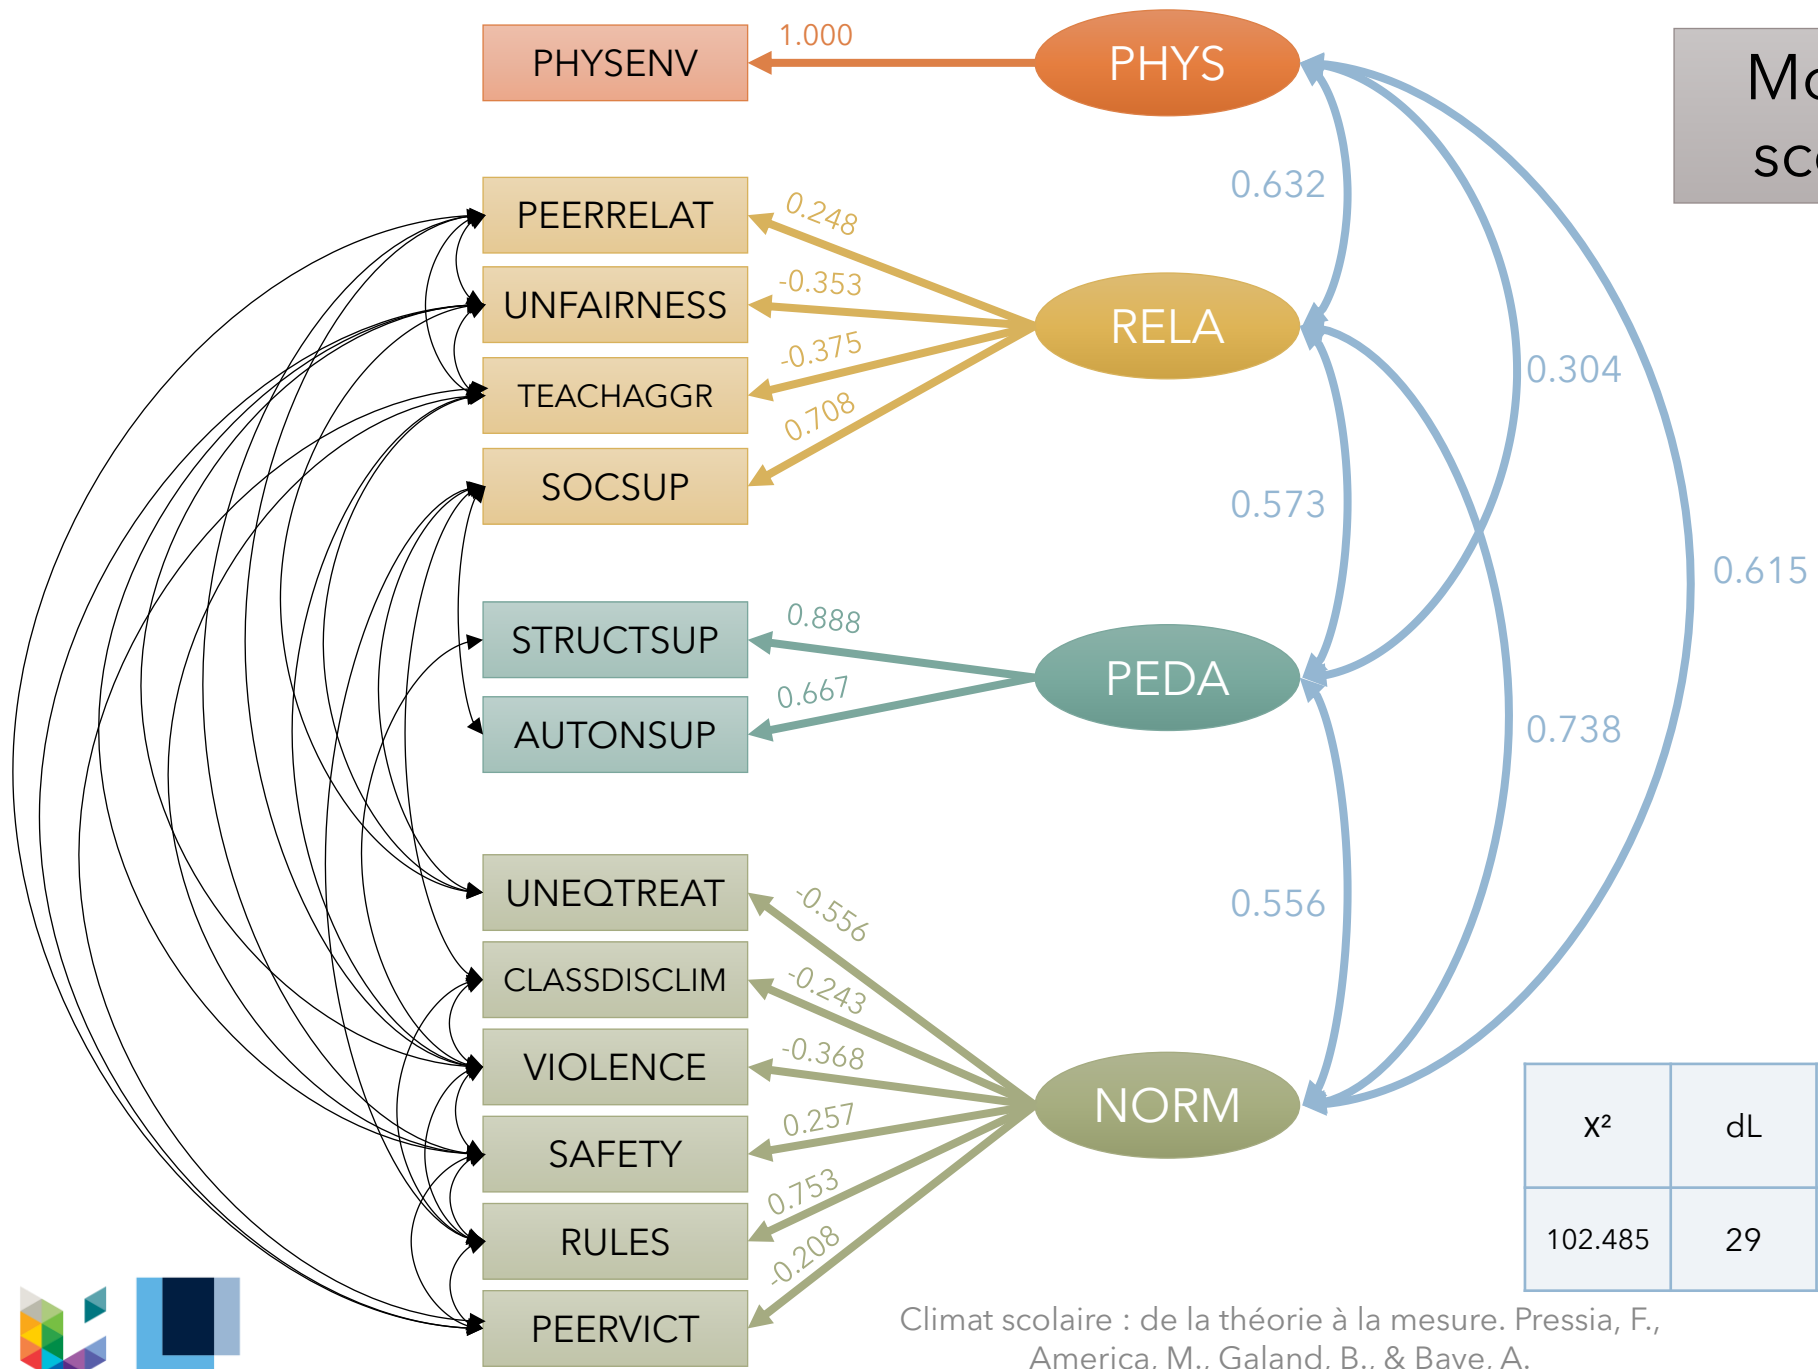 PHYSENV
1.000
PHYS
Mo
sc
0.632
PEERRELAT
0.248
UNFAIRNESS
-0.353
RELA
TEACHAGGR
-0.375
0.304
SOCSUP
0.708
0.573
0.615
STRUCTSUP
0.888
PEDA
AUTONSUP
0.667
0.738
UNEQTREAT
-0.556
0.556
CLASSDISCLIM
-0.243
VIOLENCE
-0.368
NORM
SAFETY
0.257
RULES
0.753
PEERVICT
-0.208
X² dL
102.485 29
Climat scolaire : de la théorie à la mesure. Pressia, F.,
America, M., Galand, B., & Baye, A.